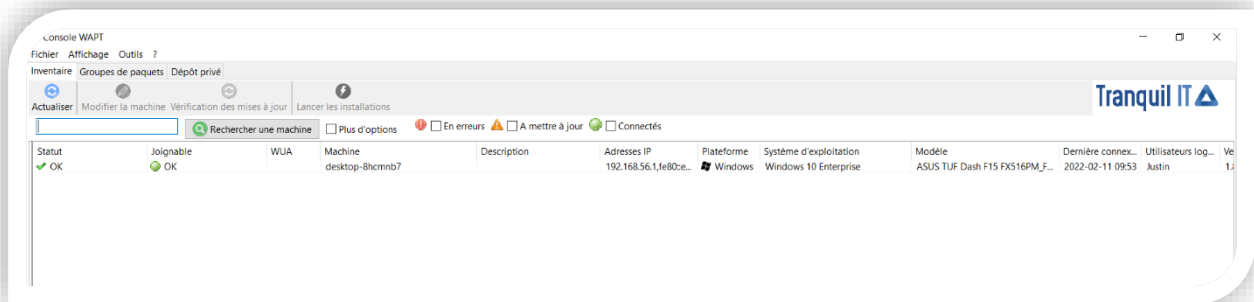 Console WAPT
Fichier Affichage Outils ?
Inventaire Groupes de paquets Dépôt privé
Actualiser Modifier la machine Vérification des mises à jour Lancer les installations
Tranquil IT
Rechercher une machine Plus d'options En erreurs A mettre à jour Connectés
Statut Joignable WUA Machine Description Adresses IP Plateforme Système d'exploitation Modèle Dernière connex... Utilisateurs log... Ve
OK OK desktop-8hcmnb7 192.168.56.1,fe80::e... Windows Windows 10 Enterprise ASUS TUF Dash F15 FX516PM_F... 2022-02-11 09:53 Justin 1.8